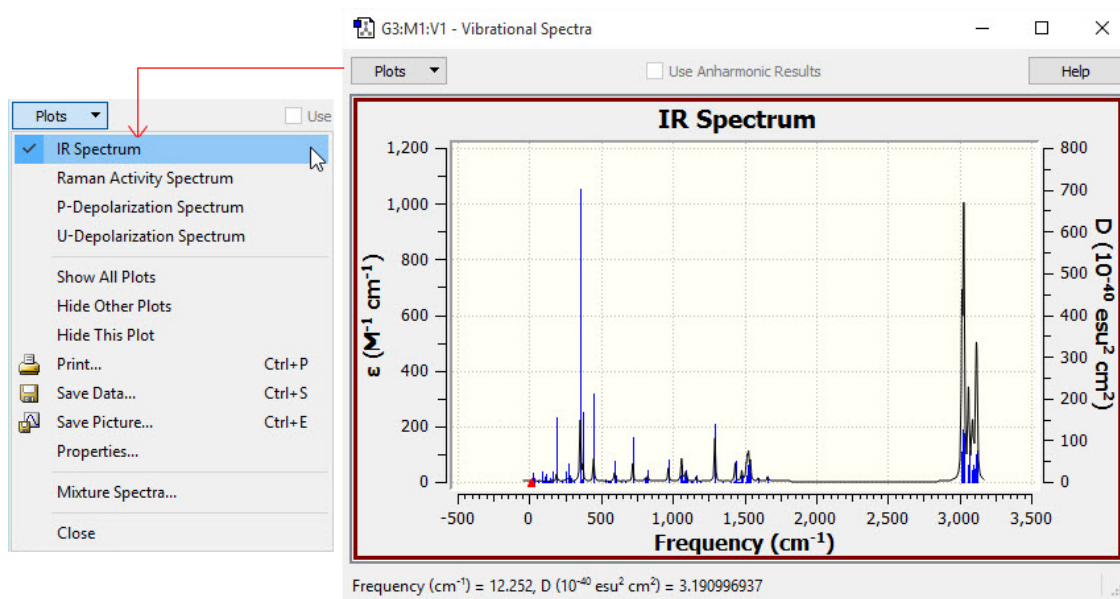 G3:M1:V1 - Vibrational Spectra
Plots
Use Anharmonic Results
Help
Plots
Use
IR Spectrum
Raman Activity Spectrum
P-Depolarization Spectrum
U-Depolarization Spectrum
Show All Plots
Hide Other Plots
Hide This Plot
Print... Ctrl+P
Save Data... Ctrl+S
Save Picture... Ctrl+E
Properties...
Mixture Spectra...
Close
IR Spectrum
ε (M⁻¹ cm⁻¹)
1,200
1,000
800
600
400
200
0
800
700
600
500
400
300
200
100
0
D (10⁻⁴⁰ esu² cm²)
-500 0 500 1,000 1,500 2,000 2,500 3,000 3,500
Frequency (cm⁻¹)
Frequency (cm⁻¹) = 12.252, D (10⁻⁴⁰ esu² cm²) = 3.190996937